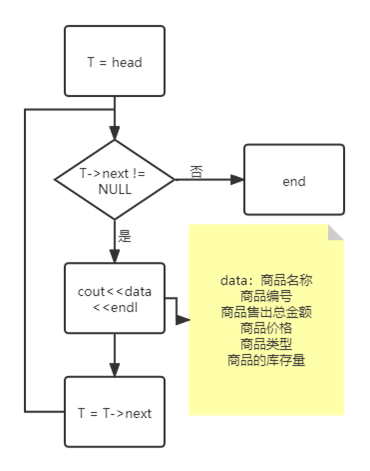 T = head
T->next !=
NULL
否
end
是
cout<<data
<<endl
data：商品名称
商品编号
商品售出总金额
商品价格
商品类型
商品的库存量
T = T->next